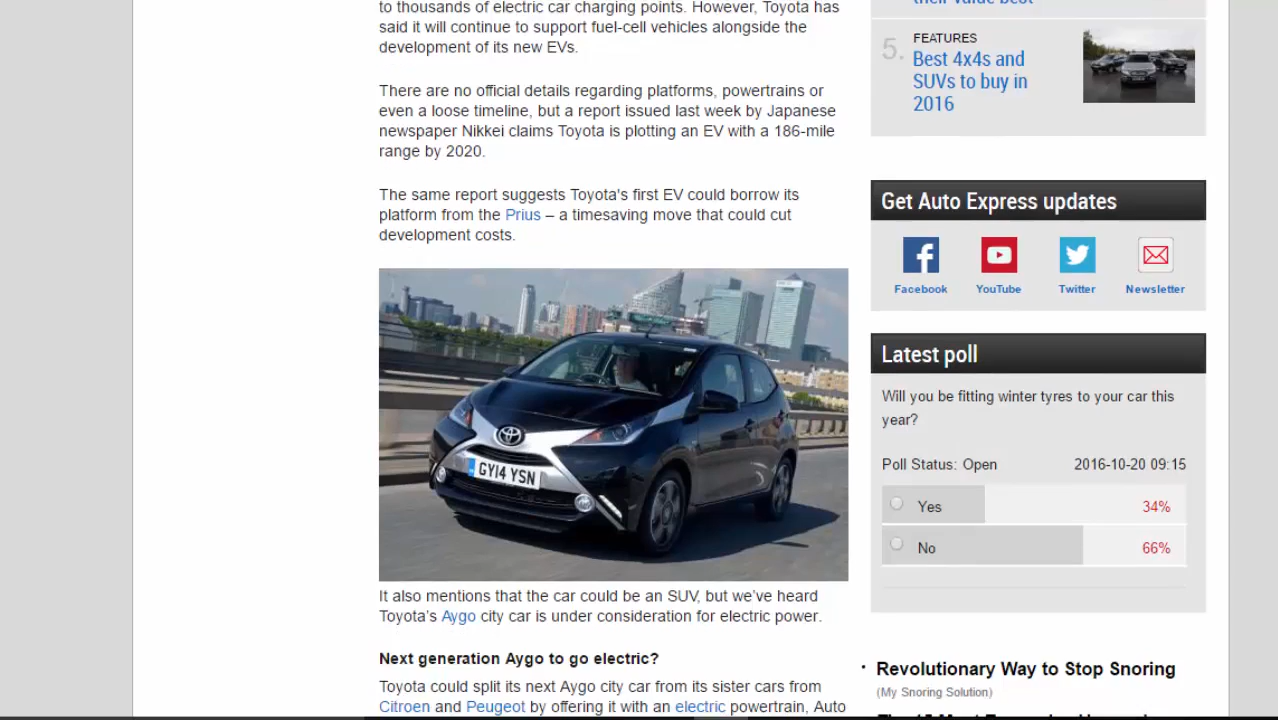 to thousands of electric car charging points. However, Toyota has
said it will continue to support fuel-cell vehicles alongside the
development of its new EVs.
There are no official details regarding platforms, powertrains or
even a loose timeline, but a report issued last week by Japanese
newspaper Nikkei claims Toyota is plotting an EV with a 186-mile
range by 2020.
The same report suggests Toyota's first EV could borrow its
platform from the Prius – a timesaving move that could cut
development costs.
GY14 YSN
It also mentions that the car could be an SUV, but we've heard
Toyota's Aygo city car is under consideration for electric power.
Next generation Aygo to go electric?
Toyota could split its next Aygo city car from its sister cars from
Citroen and Peugeot by offering it with an electric powertrain, Auto
their value best
5.
FEATURES
Best 4x4s and
SUVs to buy in
2016
Get Auto Express updates
Facebook YouTube Twitter Newsletter
Latest poll
Will you be fitting winter tyres to your car this
year?
Poll Status: Open 2016-10-20 09:15
Yes 34%
No 66%
Revolutionary Way to Stop Snoring
(My Snoring Solution)